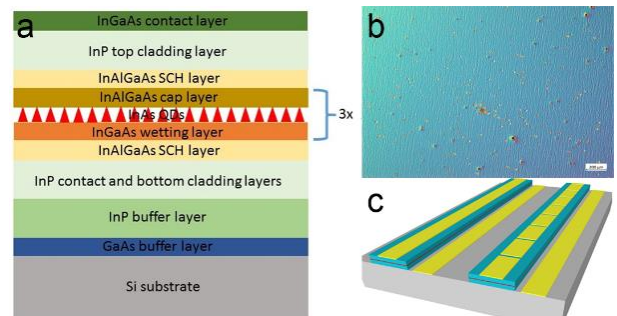 a
InGaAs contact layer
InP top cladding layer
InAlGaAs SCH layer
InAlGaAs cap layer
InAs QDs
3x
InGaAs wetting layer
InAlGaAs SCH layer
InP contact and bottom cladding layers
InP buffer layer
GaAs buffer layer
Si substrate
b
c